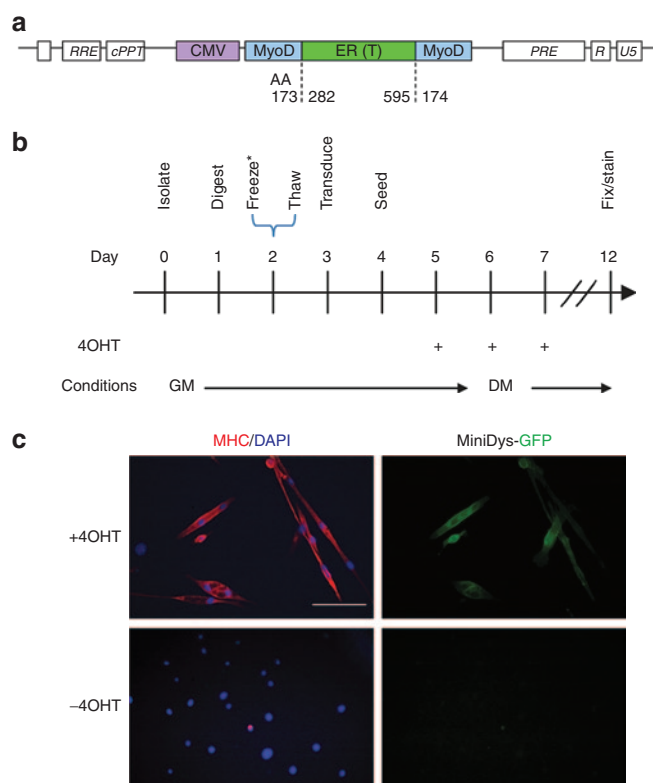 a
RRE cPPT CMV MyoD ER (T) MyoD PRE R U5
AA
173 282 595 174
b
Isolate Digest Freeze* Thaw Transduce Seed Fix/stain
Day 0 1 2 3 4 5 6 7 12
4OHT + + +
Conditions GM DM
c
MHC/DAPI MiniDys-GFP
+4OHT
−4OHT